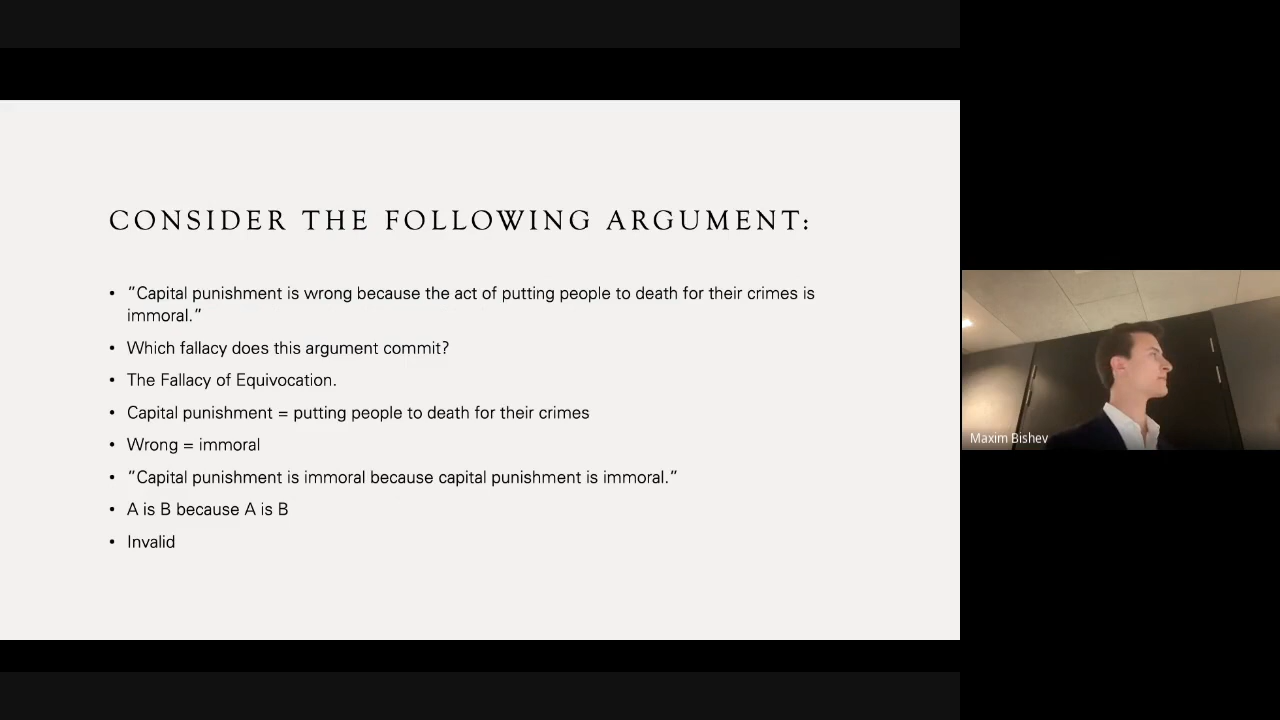 CONSIDER THE FOLLOWING ARGUMENT:
• ”Capital punishment is wrong because the act of putting people to death for their crimes is
immoral.”
• Which fallacy does this argument commit?
• The Fallacy of Equivocation.
• Capital punishment = putting people to death for their crimes
• Wrong = immoral
• ”Capital punishment is immoral because capital punishment is immoral.”
• A is B because A is B
• Invalid
Maxim Bishev